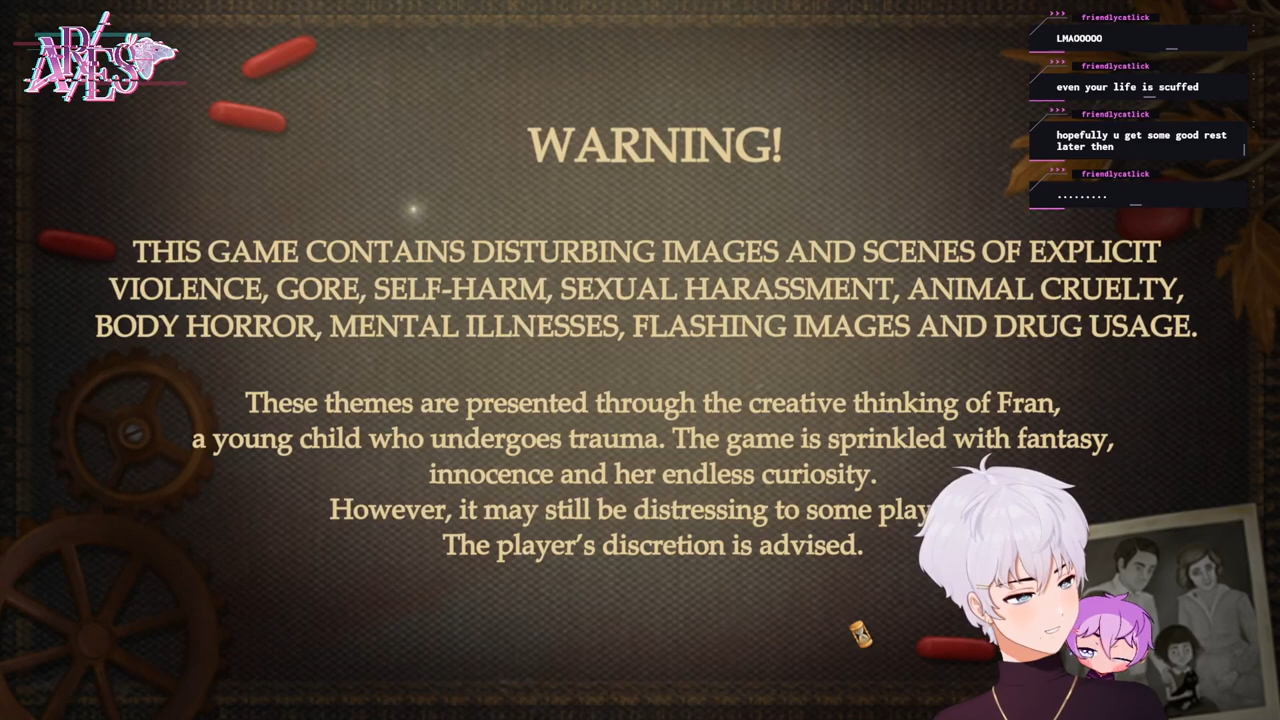 ARES
friendlycatlick
LMAOOOOO
friendlycatlick
even your life is scuffed
friendlycatlick
hopefully u get some good rest
later then
friendlycatlick
.........
WARNING!
THIS GAME CONTAINS DISTURBING IMAGES AND SCENES OF EXPLICIT
VIOLENCE, GORE, SELF-HARM, SEXUAL HARASSMENT, ANIMAL CRUELTY,
BODY HORROR, MENTAL ILLNESSES, FLASHING IMAGES AND DRUG USAGE.
These themes are presented through the creative thinking of Fran,
a young child who undergoes trauma. The game is sprinkled with fantasy,
innocence and her endless curiosity.
However, it may still be distressing to some play
The player's discretion is advised.